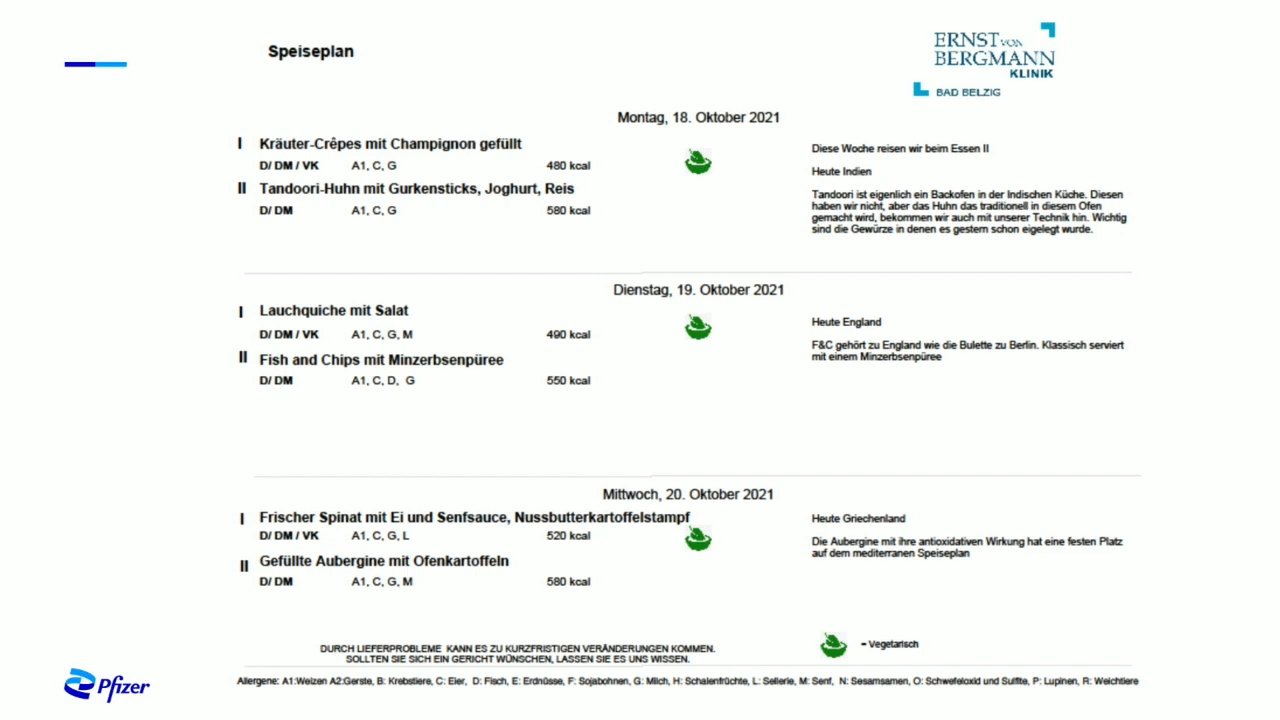 Speiseplan
ERNST VON
BERGMANN
KLINIK
BAD BELZIG
Montag, 18. Oktober 2021
I Kräuter-Crêpes mit Champignon gefüllt
D/ DM / VK A1, C, G 480 kcal
II Tandoori-Huhn mit Gurkensticks, Joghurt, Reis
D/ DM A1, C, G 580 kcal
Diese Woche reisen wir beim Essen II
Heute Indien
Tandoori ist eigenlich ein Backofen in der Indischen Küche. Diesen
haben wir nicht, aber das Huhn das traditionell in diesem Ofen
gemacht wird, bekommen wir auch mit unserer Technik hin. Wichtig
sind die Gewürze in denen es gestern schon eigelegt wurde.
Dienstag, 19. Oktober 2021
I Lauchquiche mit Salat
D/ DM / VK A1, C, G, M 490 kcal
II Fish and Chips mit Minzerbsenpüree
D/ DM A1, C, D, G 550 kcal
Heute England
F&C gehört zu England wie die Bulette zu Berlin. Klassisch serviert
mit einem Minzerbsenpüree
Mittwoch, 20. Oktober 2021
I Frischer Spinat mit Ei und Senfsauce, Nussbutterkartoffelstampf
D/ DM / VK A1, C, G, L 520 kcal
II Gefüllte Aubergine mit Ofenkartoffeln
D/ DM A1, C, G, M 580 kcal
Heute Griechenland
Die Aubergine mit ihre antioxidativen Wirkung hat eine festen Platz
auf dem mediterranen Speiseplan
DURCH LIEFERPROBLEME KANN ES ZU KURZFRISTIGEN VERÄNDERUNGEN KOMMEN.
SOLLTEN SIE SICH EIN GERICHT WÜNSCHEN, LASSEN SIE ES UNS WISSEN.
= Vegetarisch
Allergene: A1:Weizen A2:Gerste, B: Krebstiere, C: Eier, D: Fisch, E: Erdnüsse, F: Sojabohnen, G: Milch, H: Schalenfrüchte, L: Sellerie, M: Senf, N: Sesamsamen, O: Schwefeloxid und Sulfite, P: Lupinen, R: Weichtiere
Pfizer